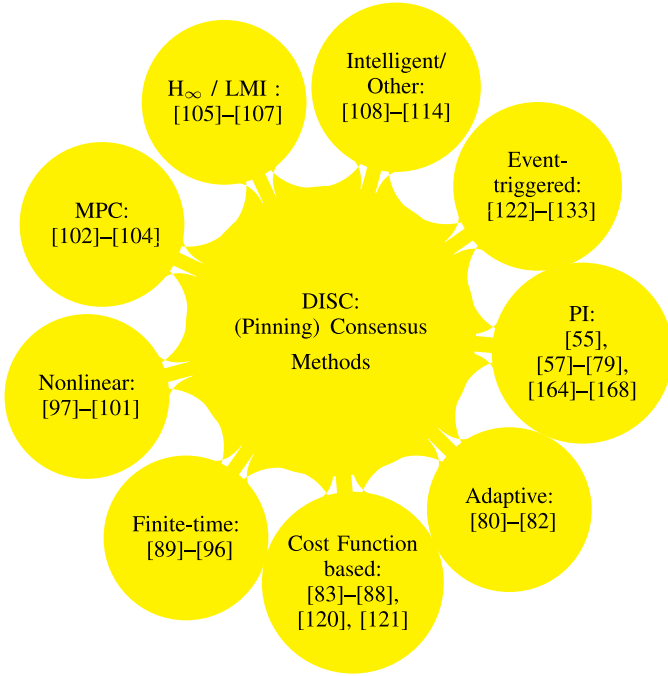 Intelligent/
Other:
[108]–[114]
H∞ / LMI :
[105]–[107]
Event-
triggered:
[122]–[133]
MPC:
[102]–[104]
DISC:
(Pinning) Consensus
Methods
PI:
[55],
[57]–[79],
[164]–[168]
Nonlinear:
[97]–[101]
Adaptive:
[80]–[82]
Finite-time:
[89]–[96]
Cost Function
based:
[83]–[88],
[120], [121]